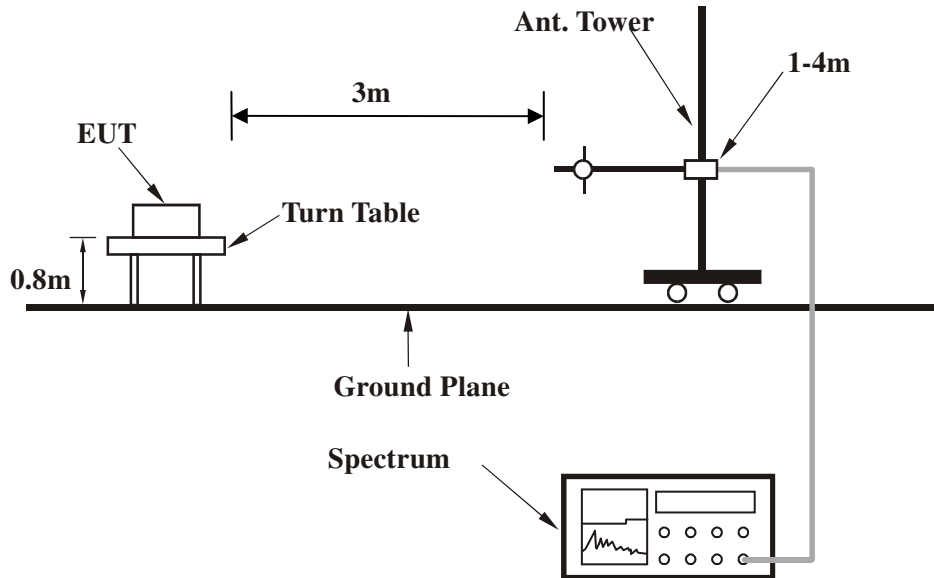 Ant. Tower
1-4m
3m
EUT
Turn Table
0.8m
Ground Plane
Spectrum